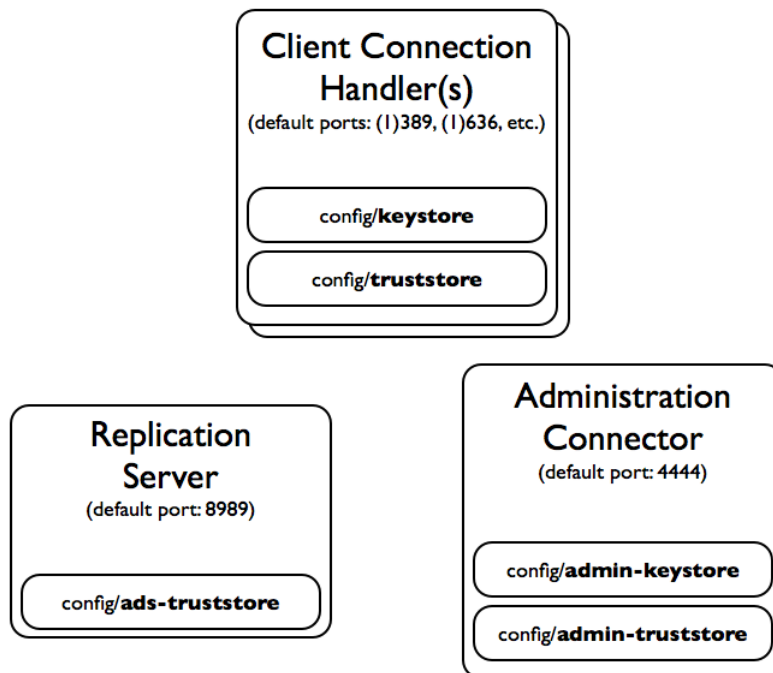 Client Connection
Handler(s)
(default ports: (1)389, (1)636, etc.)
config/keystore
config/truststore
Replication
Server
(default port: 8989)
config/ads-truststore
Administration
Connector
(default port: 4444)
config/admin-keystore
config/admin-truststore